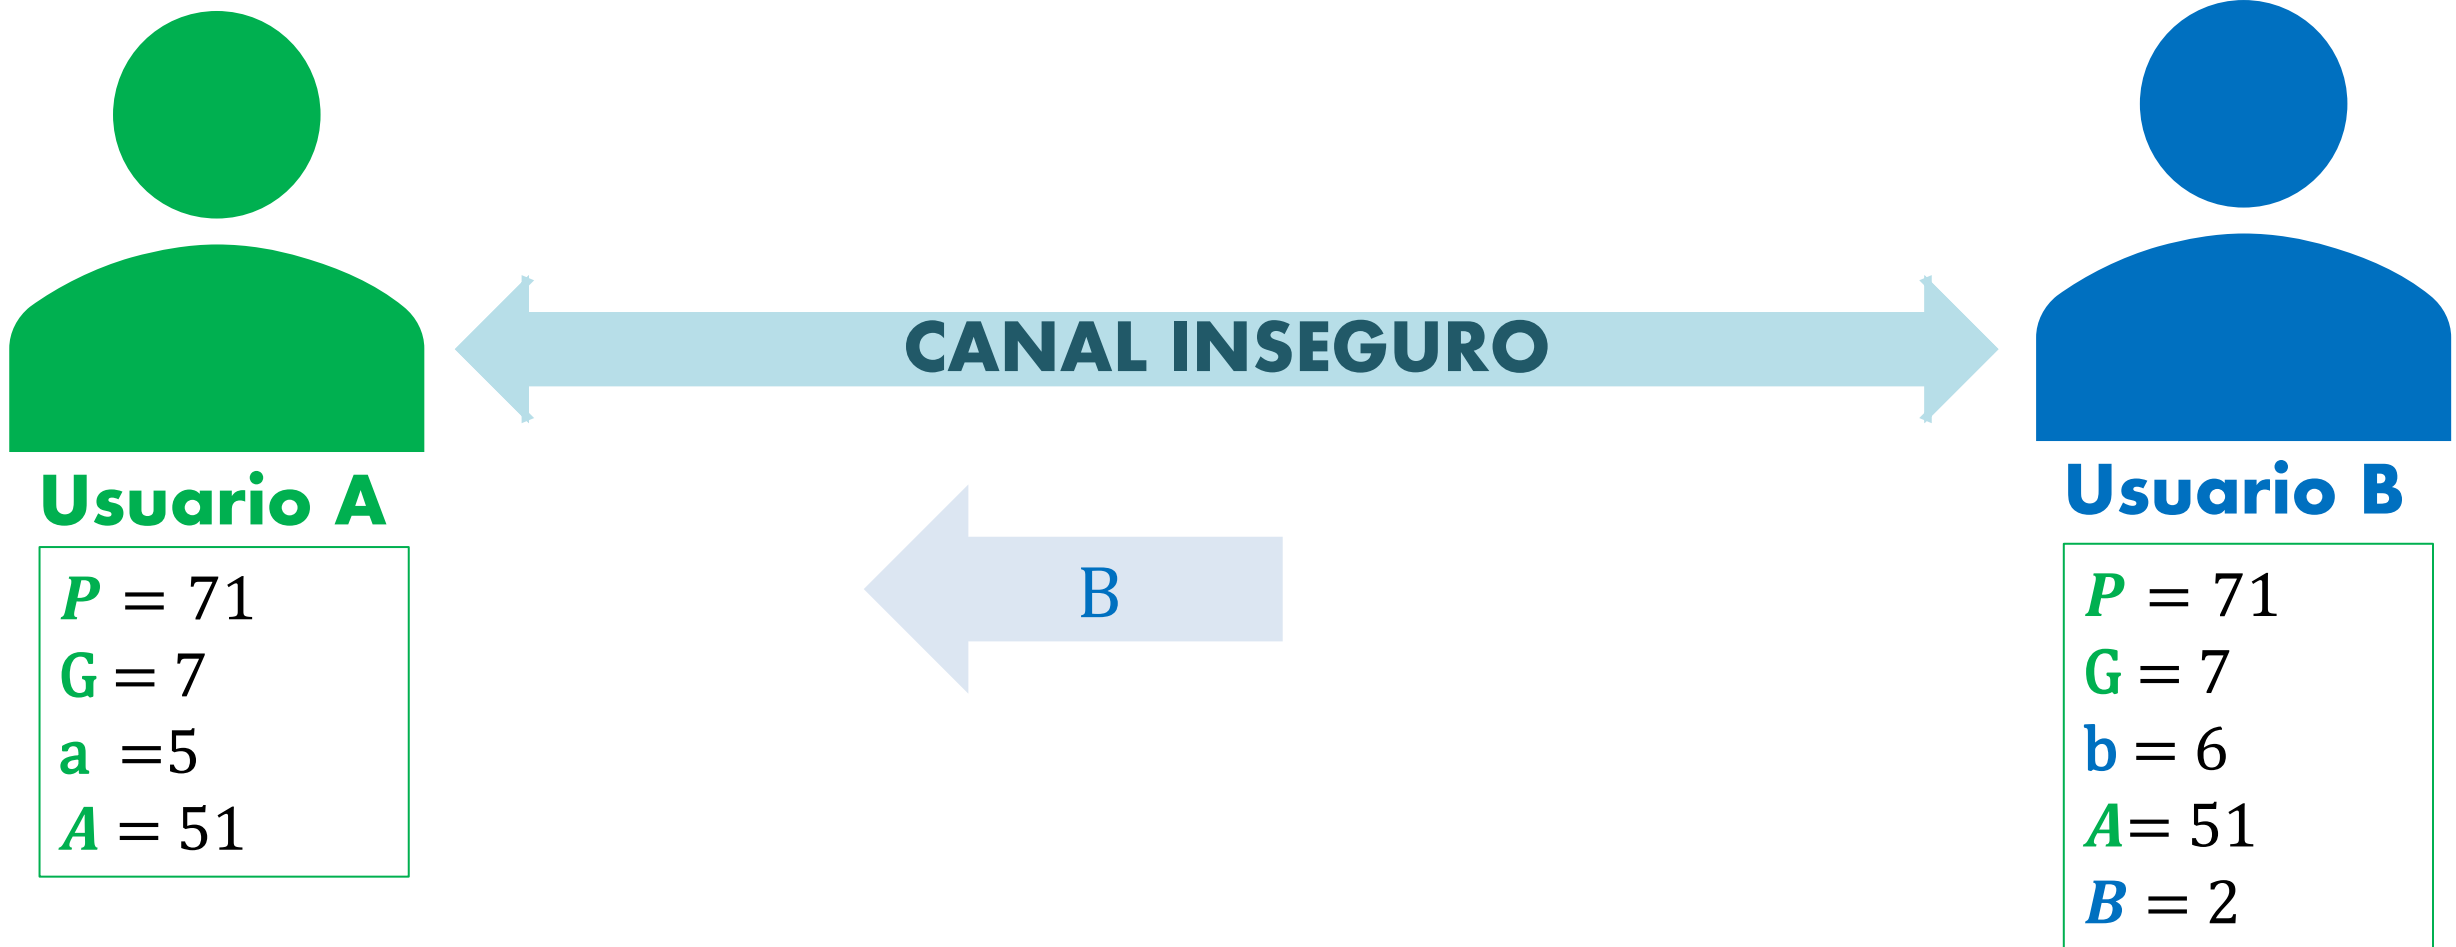 CANAL INSEGURO
Usuario A
P = 71
G = 7
a =5
A = 51
B
Usuario B
P = 71
G = 7
b = 6
A= 51
B = 2